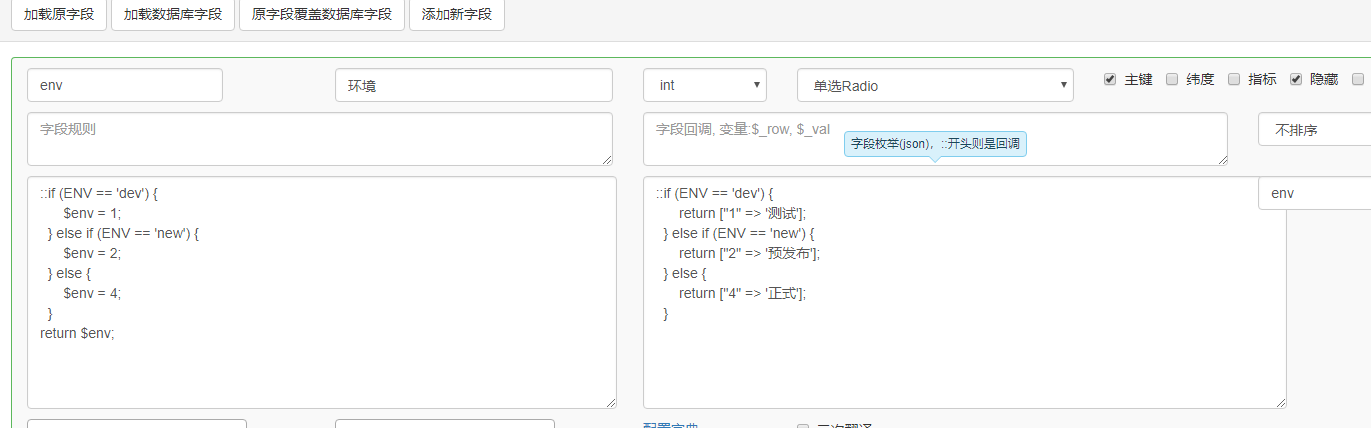 加载原字段 加载数据库字段 原字段覆盖数据库字段 添加新字段
env 环境 int 单选Radio 主键 纬度 指标 隐藏
字段规则 字段回调, 变量:$_row, $_val 不排序
字段枚举(json)，::开头则是回调
::if (ENV == 'dev') {
$env = 1;
} else if (ENV == 'new') {
$env = 2;
} else {
$env = 4;
}
return $env;
::if (ENV == 'dev') {
return ["1" => '测试'];
} else if (ENV == 'new') {
return ["2" => '预发布'];
} else {
return ["4" => '正式'];
}
env
配置字典